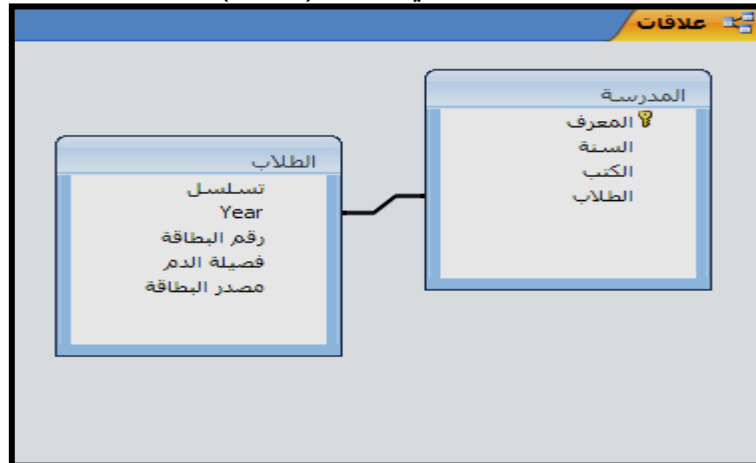 علاقات
المدرسة
المعرف
السنة
الكتب
الطلاب
الطلاب
تسلسل
Year
رقم البطاقة
فصيلة الدم
مصدر البطاقة